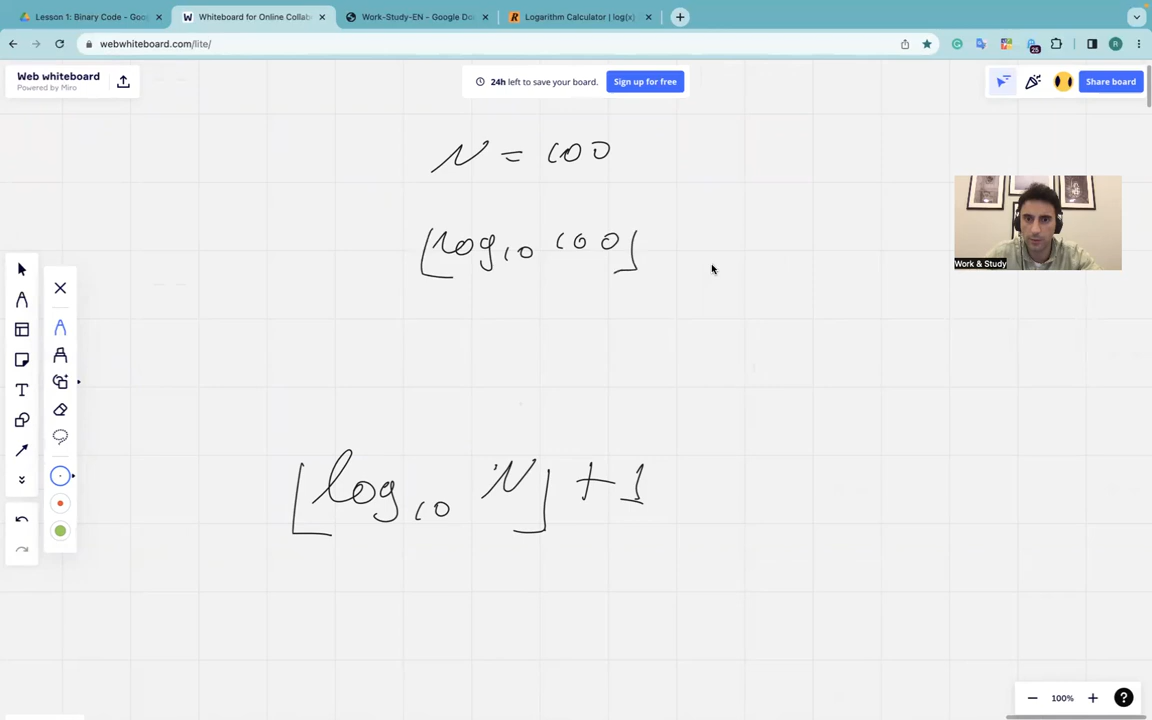 Lesson 1: Binary Code - Goo
Whiteboard for Online Collab
Work-Study-EN - Google Do
Logarithm Calculator | log(x)
webwhiteboard.com/lite/
25
R
Web whiteboard
Powered by Miro
24h left to save your board.
Sign up for free
Share board
N = 100
⌊log₁₀ 100⌋
Work & Study
T
⌊log₁₀ N⌋ + 1
100%
?